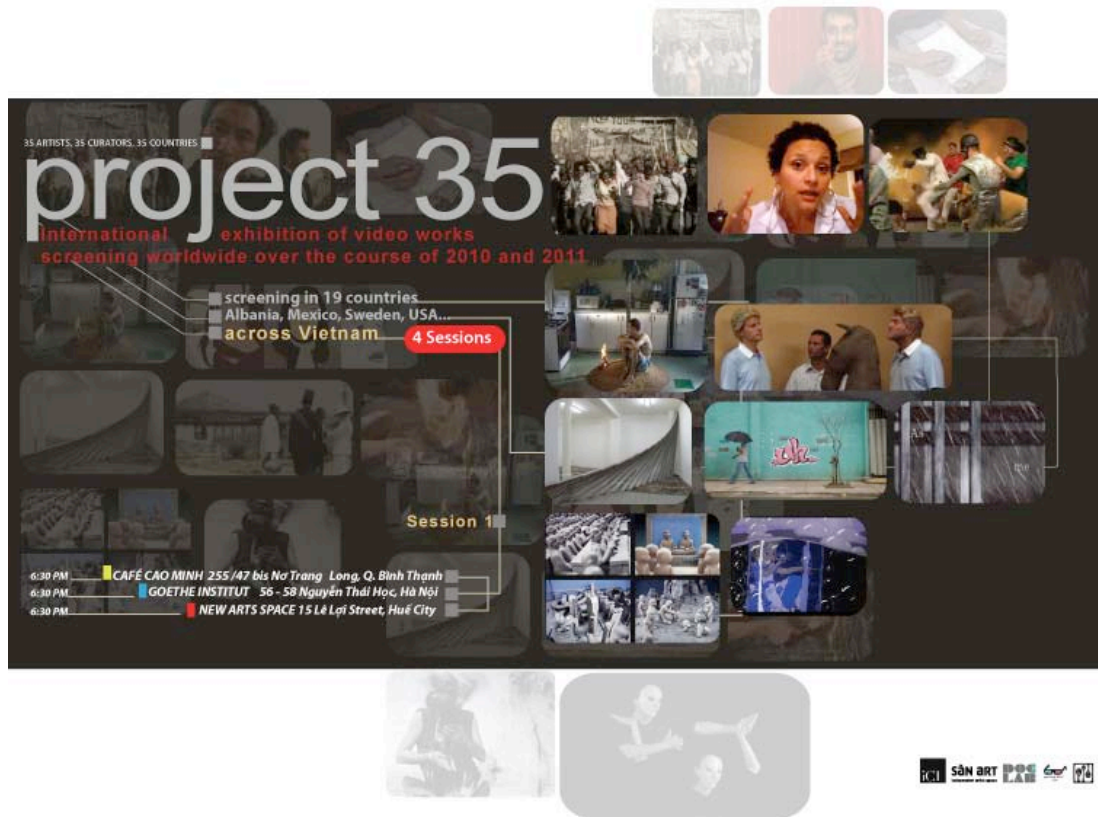 35 ARTISTS, 35 CURATORS, 35 COUNTRIES
project 35
International exhibition of video works
screening worldwide over the course of 2010 and 2011
screening in 19 countries
Albania, Mexico, Sweden, USA...
across Vietnam
4 Sessions
Session 1
6:30 PM CAFÉ CAO MINH 255 /47 bis Nơ Trang Long, Q. Bình Thạnh
6:30 PM GOETHE INSTITUT 56 - 58 Nguyễn Thái Học, Hà Nội
6:30 PM NEW ARTS SPACE 15 Lê Lợi Street, Huế City
As
me
iCI
SÀN ART
DOC LAB